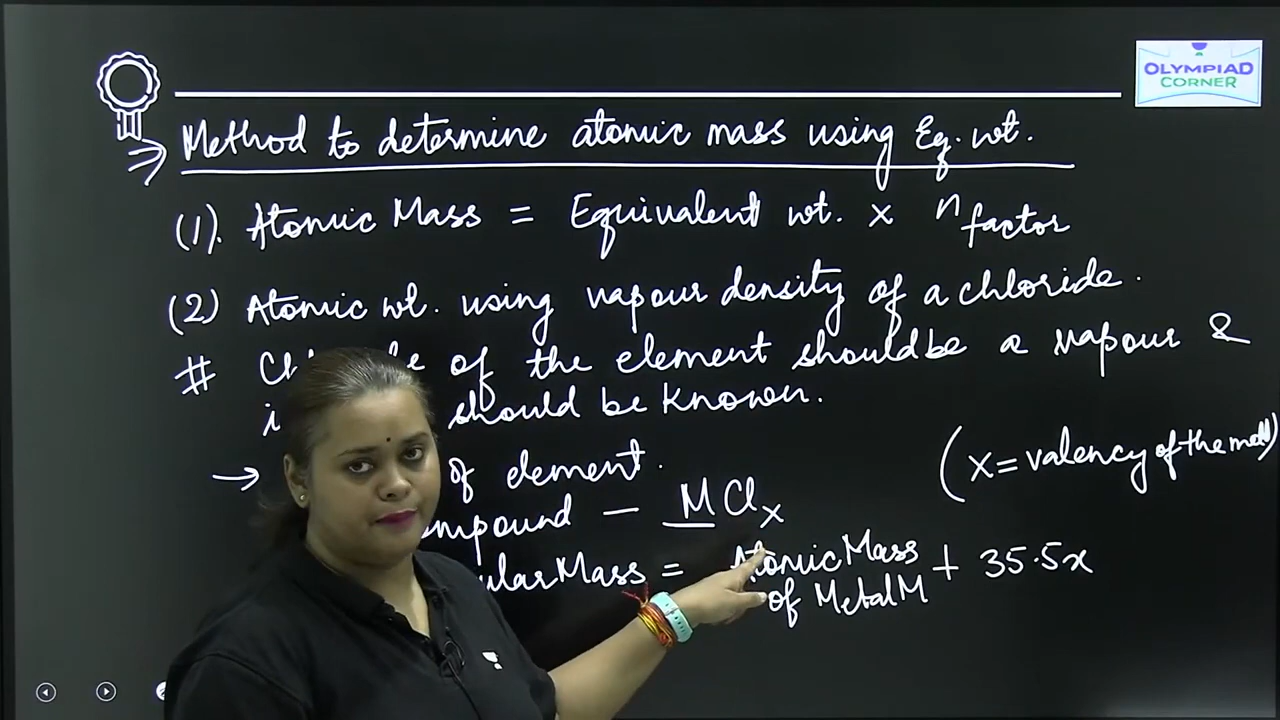 OLYMPIAD
CORNER
Method to determine atomic mass using Eq. wt.
(1). Atomic Mass = Equivalent wt. x n factor
(2) Atomic wt. using vapour density of a chloride.
# of the element should be a vapour &
should be known.
→ of element.
(x = valency of the
— MClx
Mass = Atomic Mass + 35.5x
of Metal M